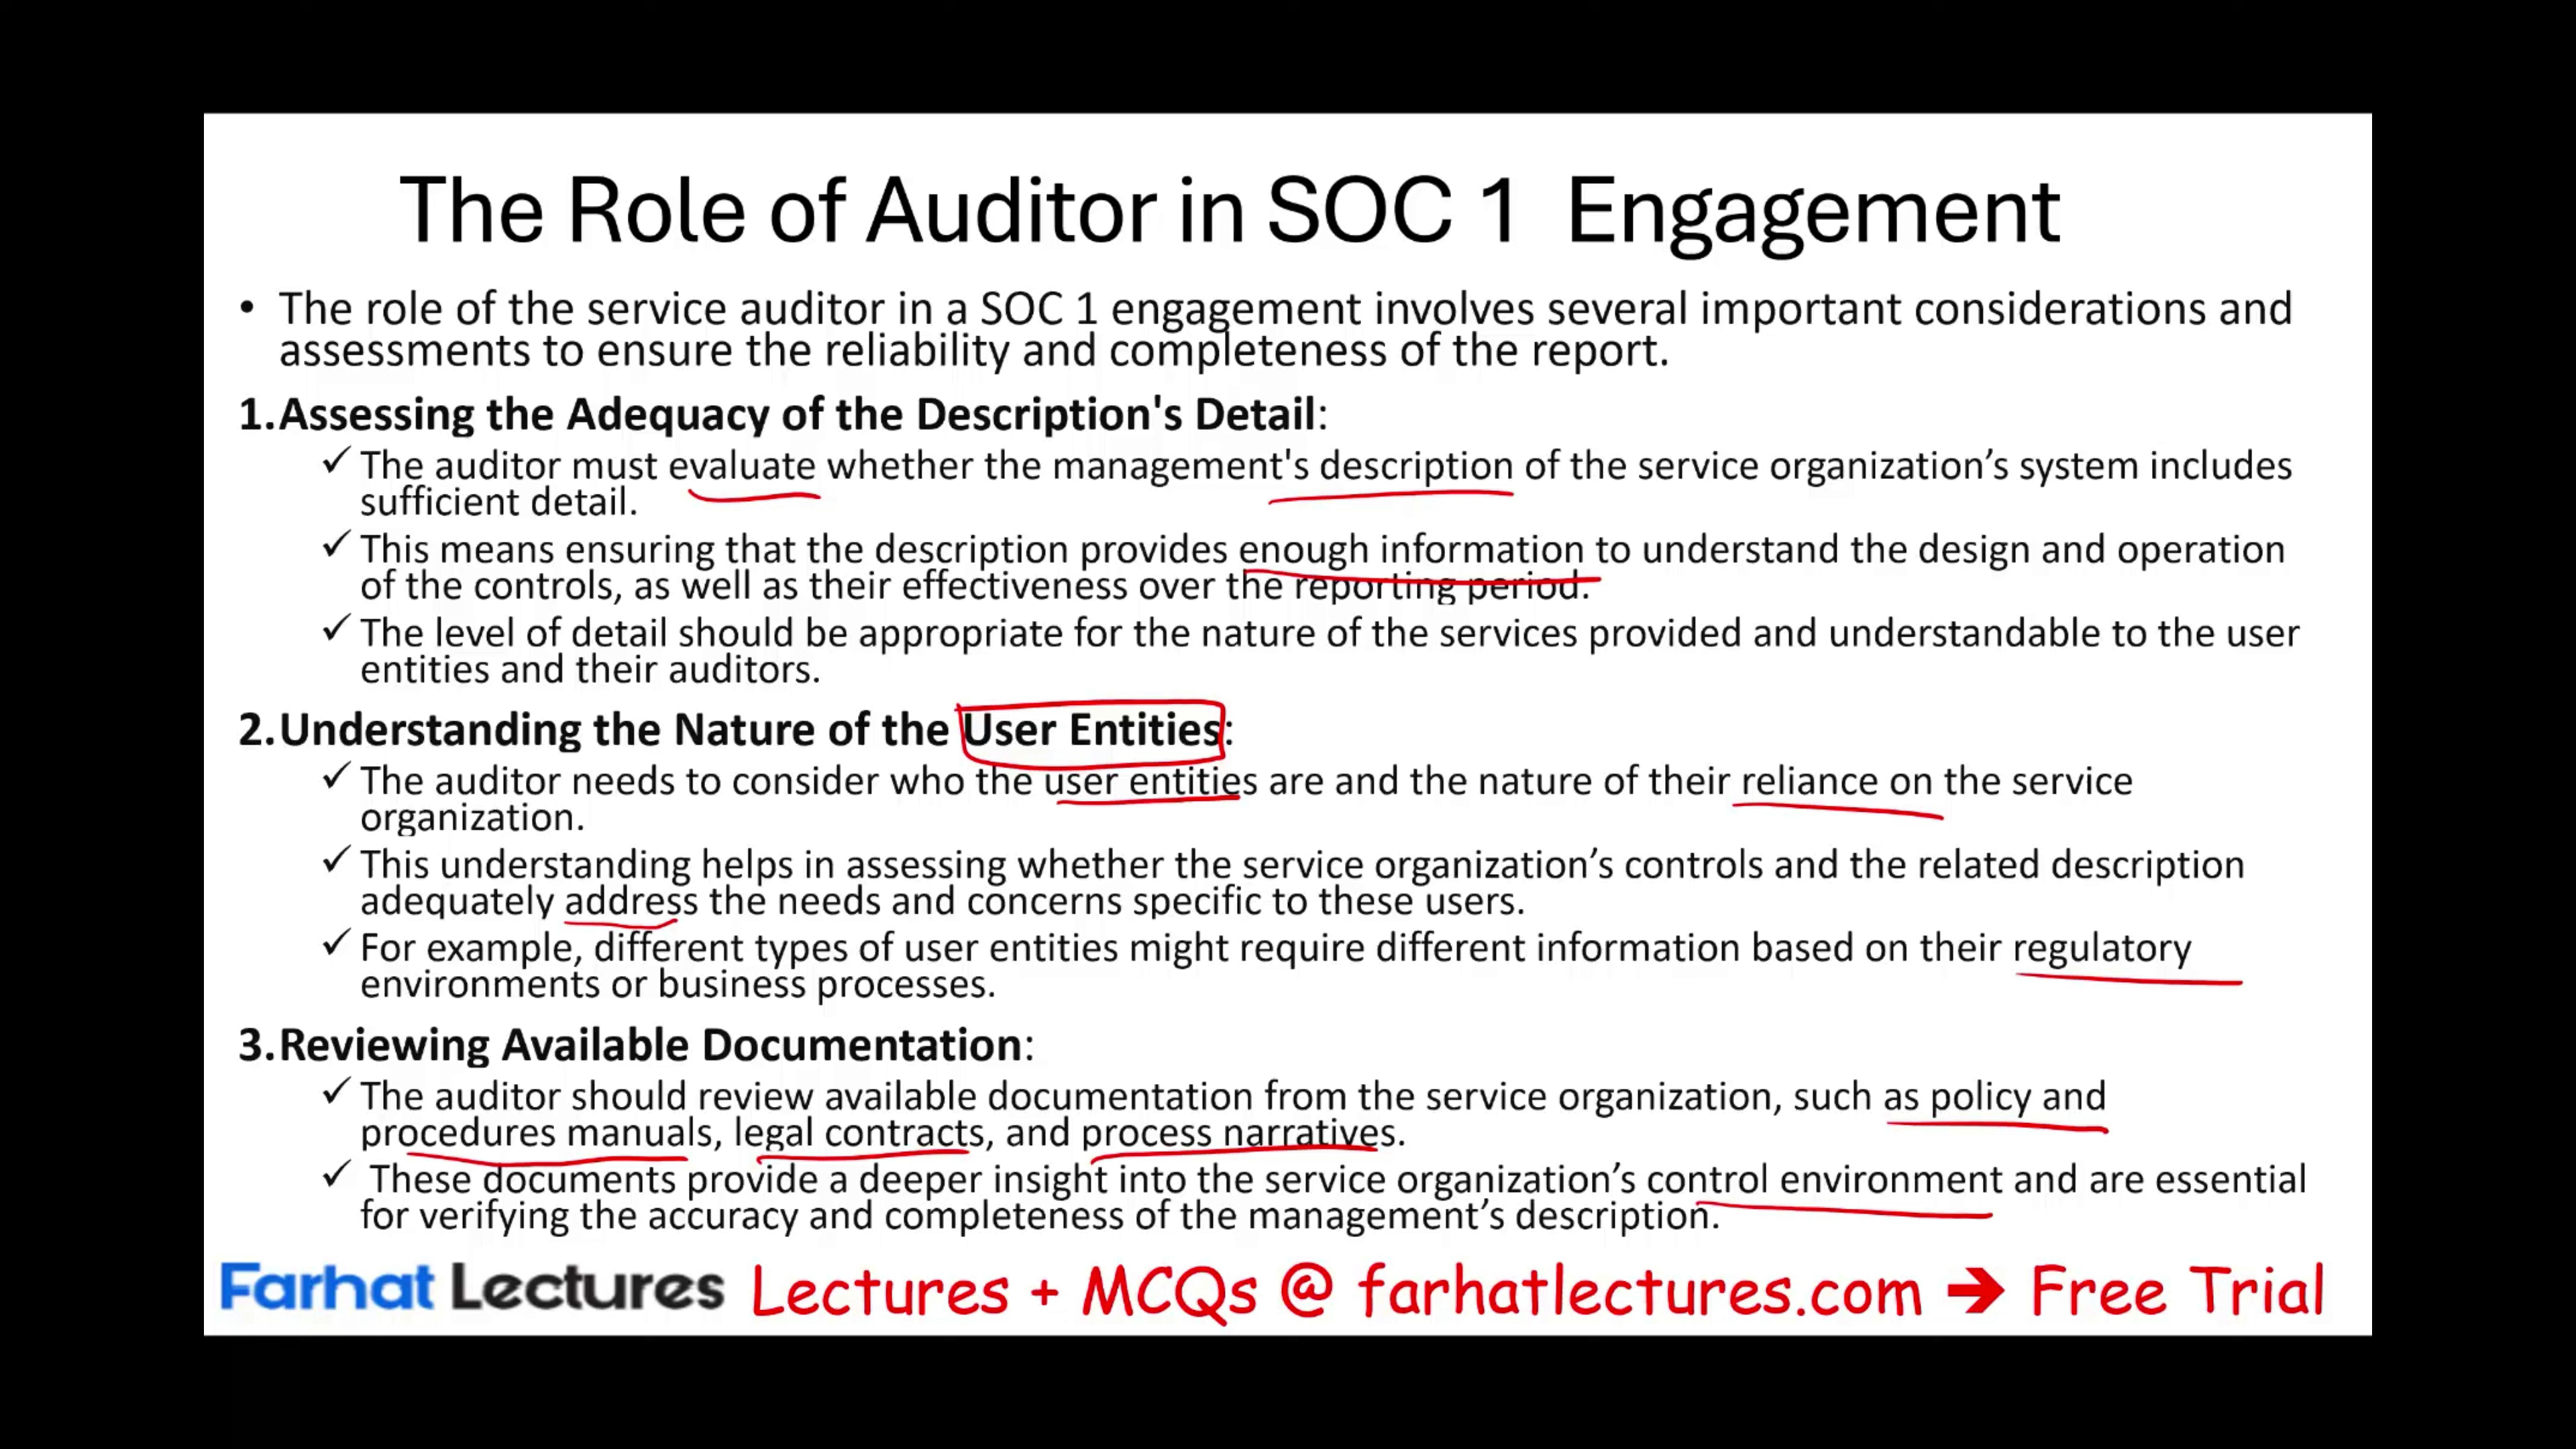 The Role of Auditor in SOC 1 Engagement
• The role of the service auditor in a SOC 1 engagement involves several important considerations and
assessments to ensure the reliability and completeness of the report.
1. Assessing the Adequacy of the Description's Detail:
✓ The auditor must evaluate whether the management's description of the service organization’s system includes
sufficient detail.
✓ This means ensuring that the description provides enough information to understand the design and operation
of the controls, as well as their effectiveness over the reporting period.
✓ The level of detail should be appropriate for the nature of the services provided and understandable to the user
entities and their auditors.
2. Understanding the Nature of the User Entities:
✓ The auditor needs to consider who the user entities are and the nature of their reliance on the service
organization.
✓ This understanding helps in assessing whether the service organization’s controls and the related description
adequately address the needs and concerns specific to these users.
✓ For example, different types of user entities might require different information based on their regulatory
environments or business processes.
3. Reviewing Available Documentation:
✓ The auditor should review available documentation from the service organization, such as policy and
procedures manuals, legal contracts, and process narratives.
✓ These documents provide a deeper insight into the service organization’s control environment and are essential
for verifying the accuracy and completeness of the management’s description.
Farhat Lectures Lectures + MCQs @ farhatlectures.com → Free Trial